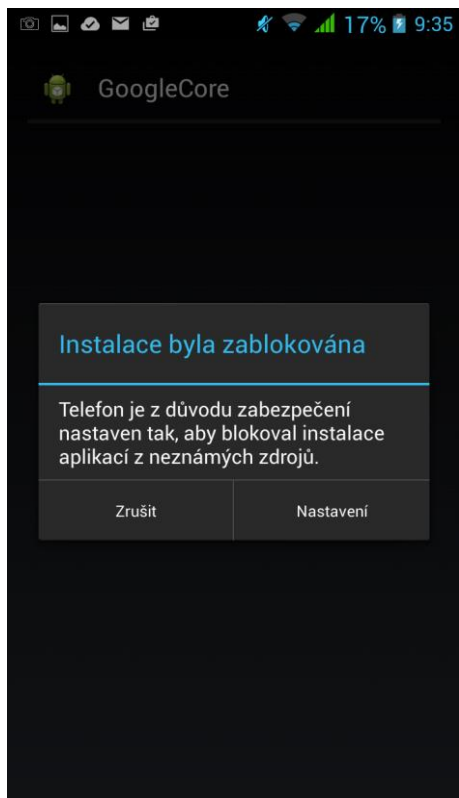 17% 9:35
GoogleCore
Instalace byla zablokována
Telefon je z důvodu zabezpečení
nastaven tak, aby blokoval instalace
aplikací z neznámých zdrojů.
Zrušit Nastavení